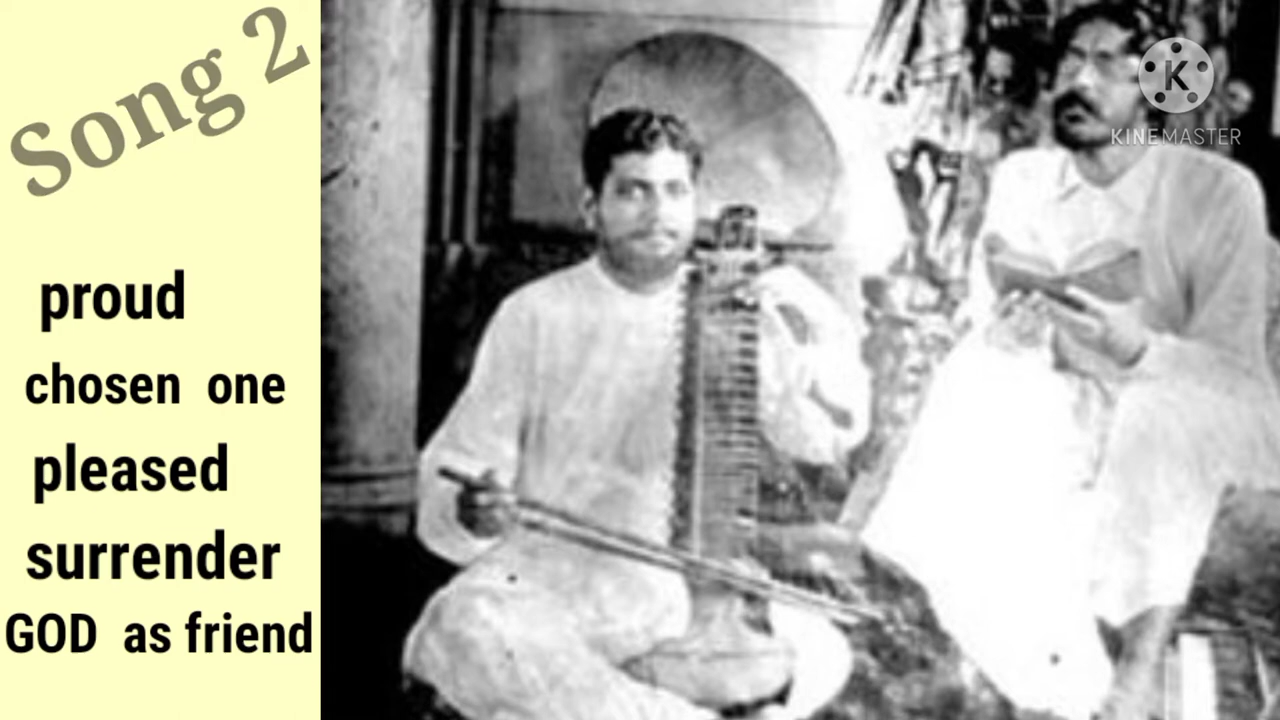 Song 2
proud
chosen one
pleased
surrender
GOD as friend
K
KINEMASTER